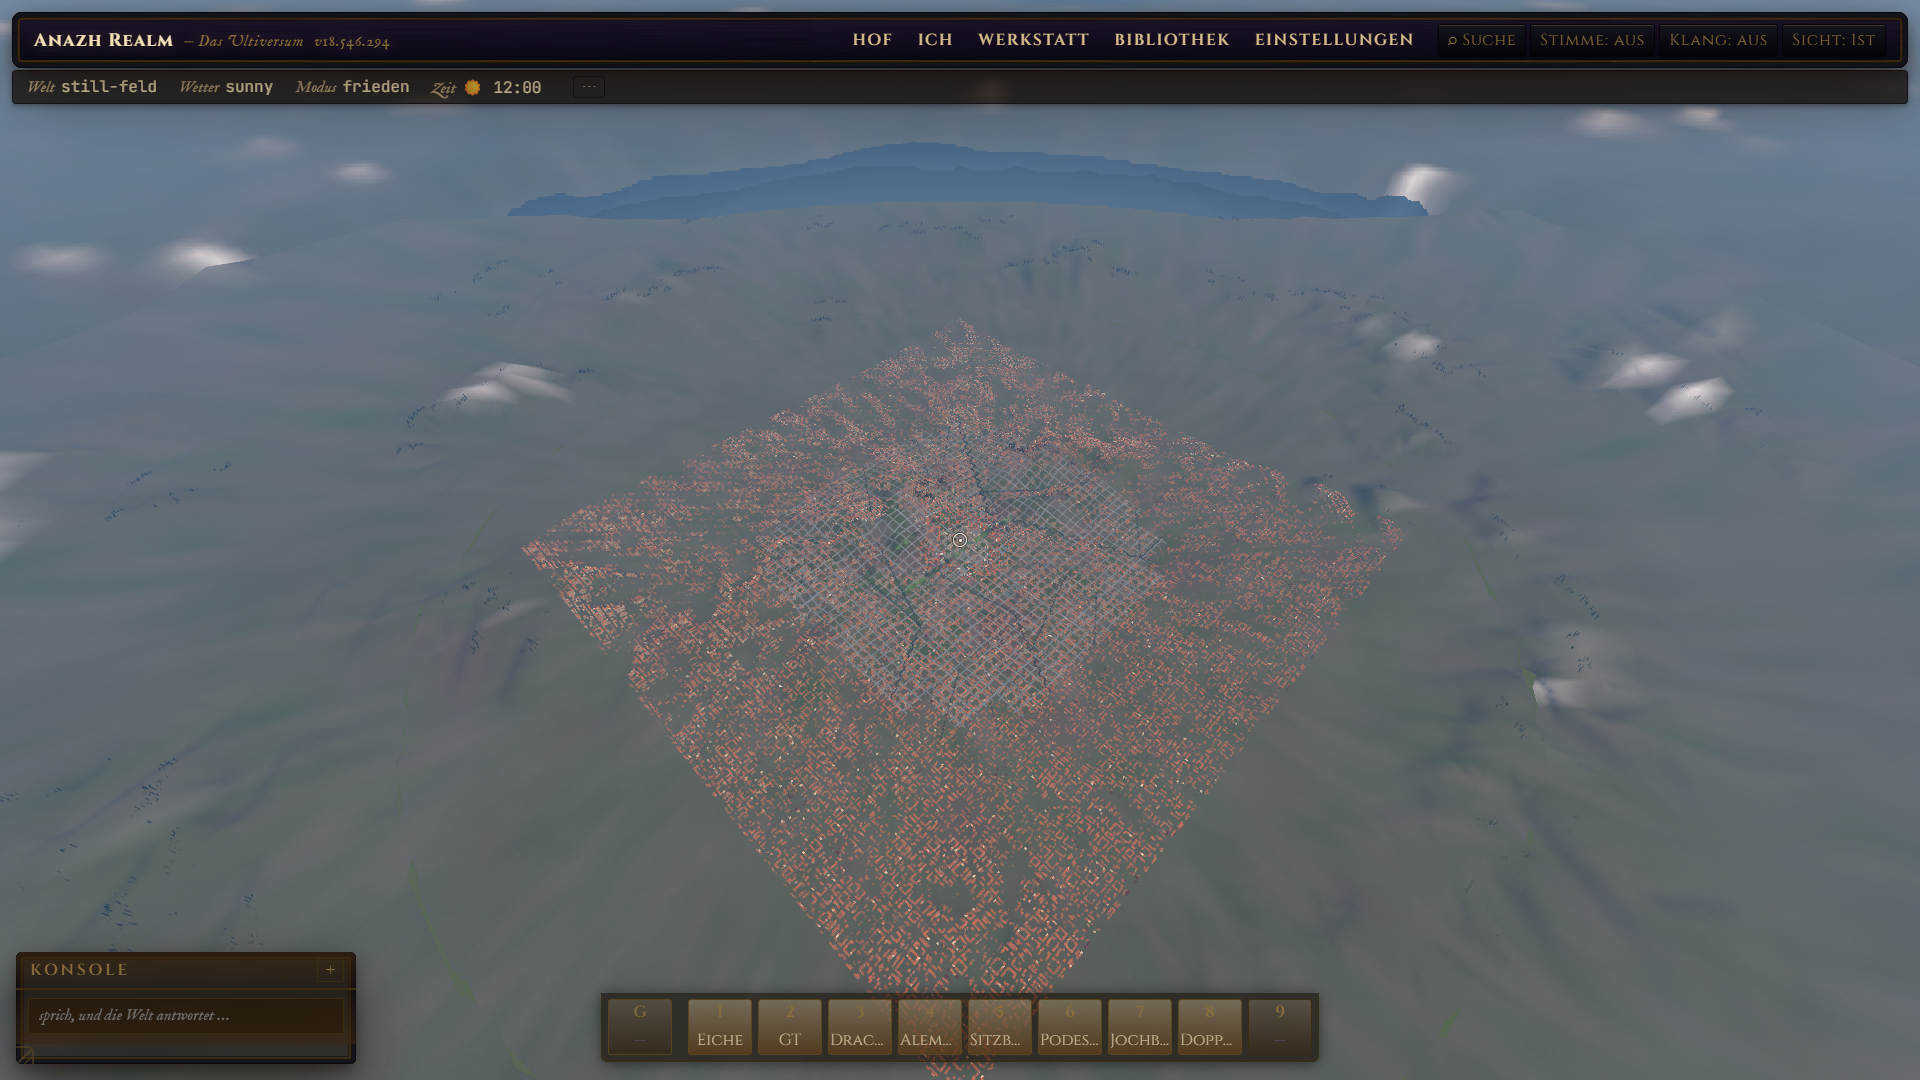 Anazh Realm — Das Ultiversum v18.546.294 HOF ICH WERKSTATT BIBLIOTHEK EINSTELLUNGEN ⌕ SUCHE STIMME: AUS KLANG: AUS SICHT: IST
Welt still-feld Wetter sunny Modus frieden Zeit 12:00 ...
KONSOLE +
sprich, und die Welt antwortet ...
G 1 2 3 4 5 6 7 8 9
— EICHE GT DRAC... ALEM... SITZB... PODES... JOCHB... DOPP... —